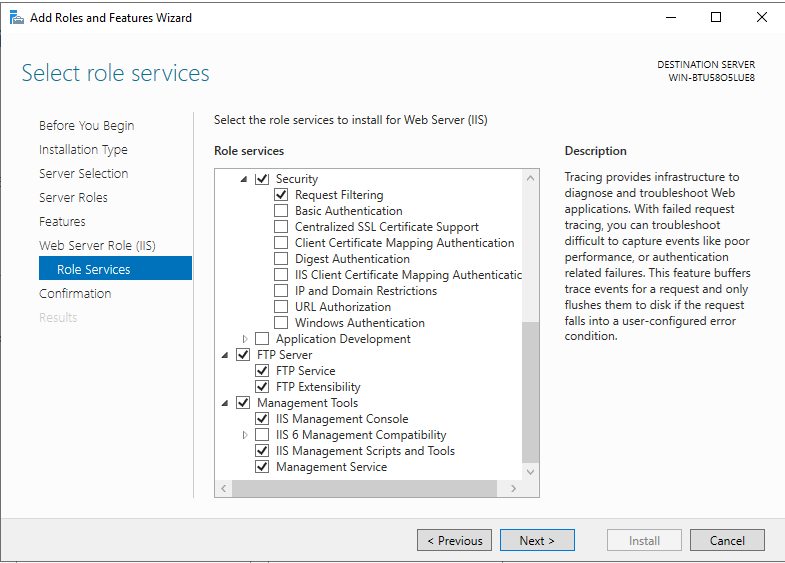 Add Roles and Features Wizard
Select role services
DESTINATION SERVER
WIN-BTU58O5LUE8
Before You Begin
Installation Type
Server Selection
Server Roles
Features
Web Server Role (IIS)
Role Services
Confirmation
Results
Select the role services to install for Web Server (IIS)
Role services
Security
Request Filtering
Basic Authentication
Centralized SSL Certificate Support
Client Certificate Mapping Authentication
Digest Authentication
IIS Client Certificate Mapping Authenticatic
IP and Domain Restrictions
URL Authorization
Windows Authentication
Application Development
FTP Server
FTP Service
FTP Extensibility
Management Tools
IIS Management Console
IIS 6 Management Compatibility
IIS Management Scripts and Tools
Management Service
Description
Tracing provides infrastructure to
diagnose and troubleshoot Web
applications. With failed request
tracing, you can troubleshoot
difficult to capture events like poor
performance, or authentication
related failures. This feature buffers
trace events for a request and only
flushes them to disk if the request
falls into a user-configured error
condition.
< Previous
Next >
Install
Cancel